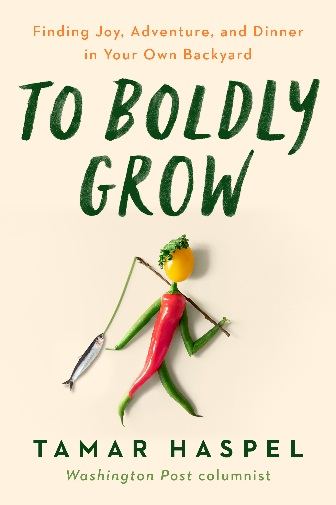 Finding Joy, Adventure, and Dinner
in Your Own Backyard
TO BOLDLY
GROW
TAMAR HASPEL
Washington Post columnist